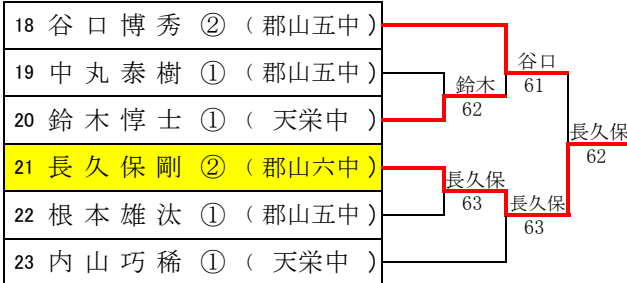 18 谷口博秀 ② (郡山五中)
19 中丸泰樹 ① (郡山五中)
20 鈴木惇士 ① ( 天栄中 )
21 長久保剛 ② (郡山六中)
22 根本雄汰 ① (郡山五中)
23 内山巧稀 ① ( 天栄中 )
鈴木
62
谷口
61
長久保
63
長久保
63
長久保
62